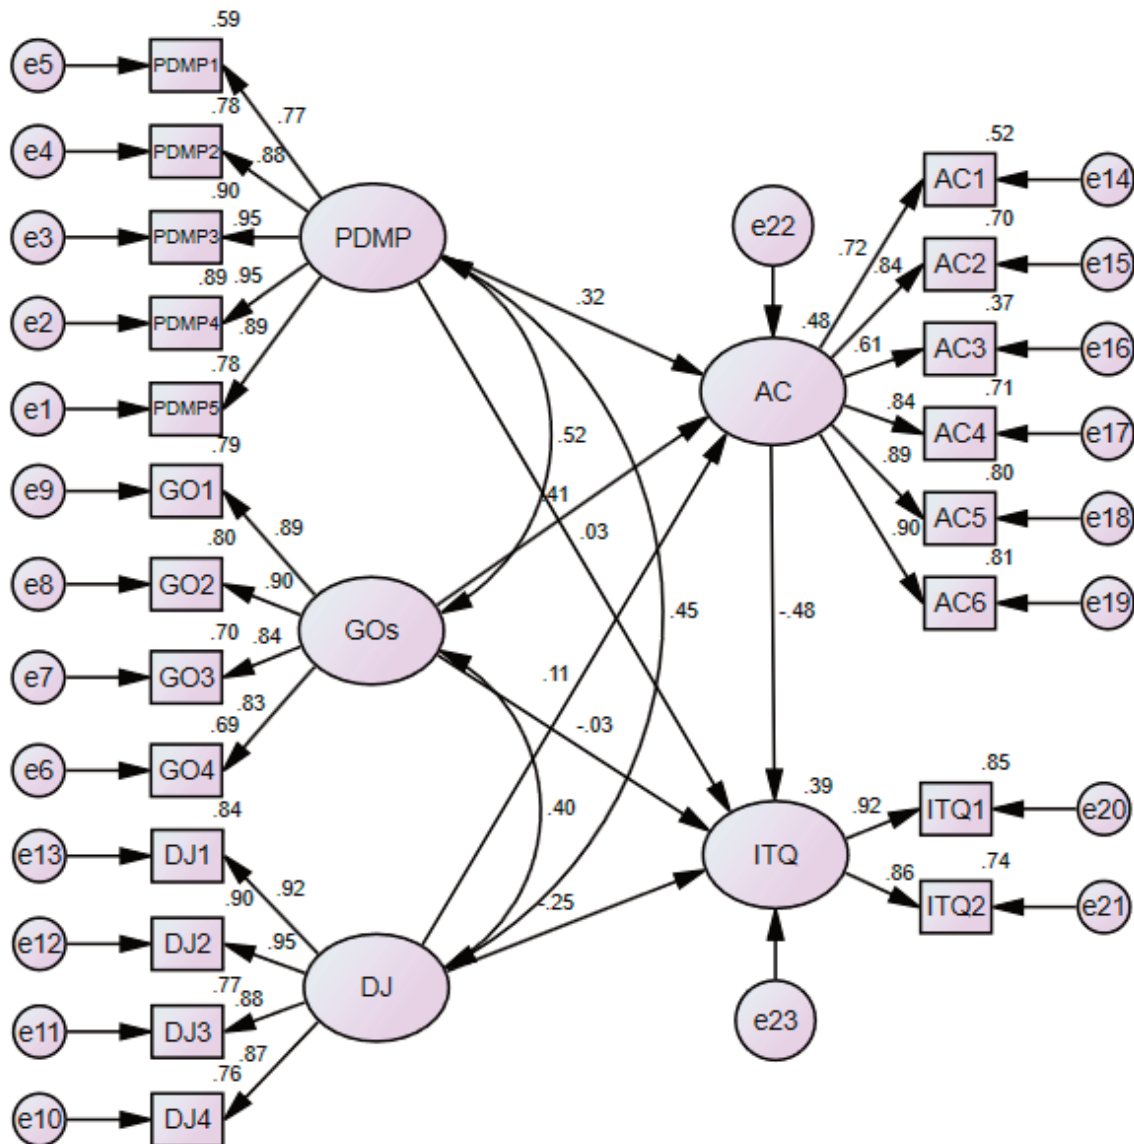 .59
e5
PDMP1
.78
.77
e4
PDMP2
.88
.90
e3
PDMP3
.95
PDMP
.89
.95
e2
PDMP4
.89
.78
e1
PDMP5
.79
e9
GO1
.89
.80
e8
GO2
.90
GOs
.70
.84
e7
GO3
.83
.69
e6
GO4
.84
e13
DJ1
.92
.90
e12
DJ2
.95
DJ
.77
.88
e11
DJ3
.87
.76
e10
DJ4
.32
.52
.41
.03
.45
.11
-.03
.40
-.25
-.48
e22
.48
AC
.52
.72
AC1
e14
.70
.84
AC2
e15
.37
.61
AC3
e16
.71
.84
AC4
e17
.89
.80
AC5
e18
.90
.81
AC6
e19
.39
ITQ
e23
.85
.92
ITQ1
e20
.74
.86
ITQ2
e21